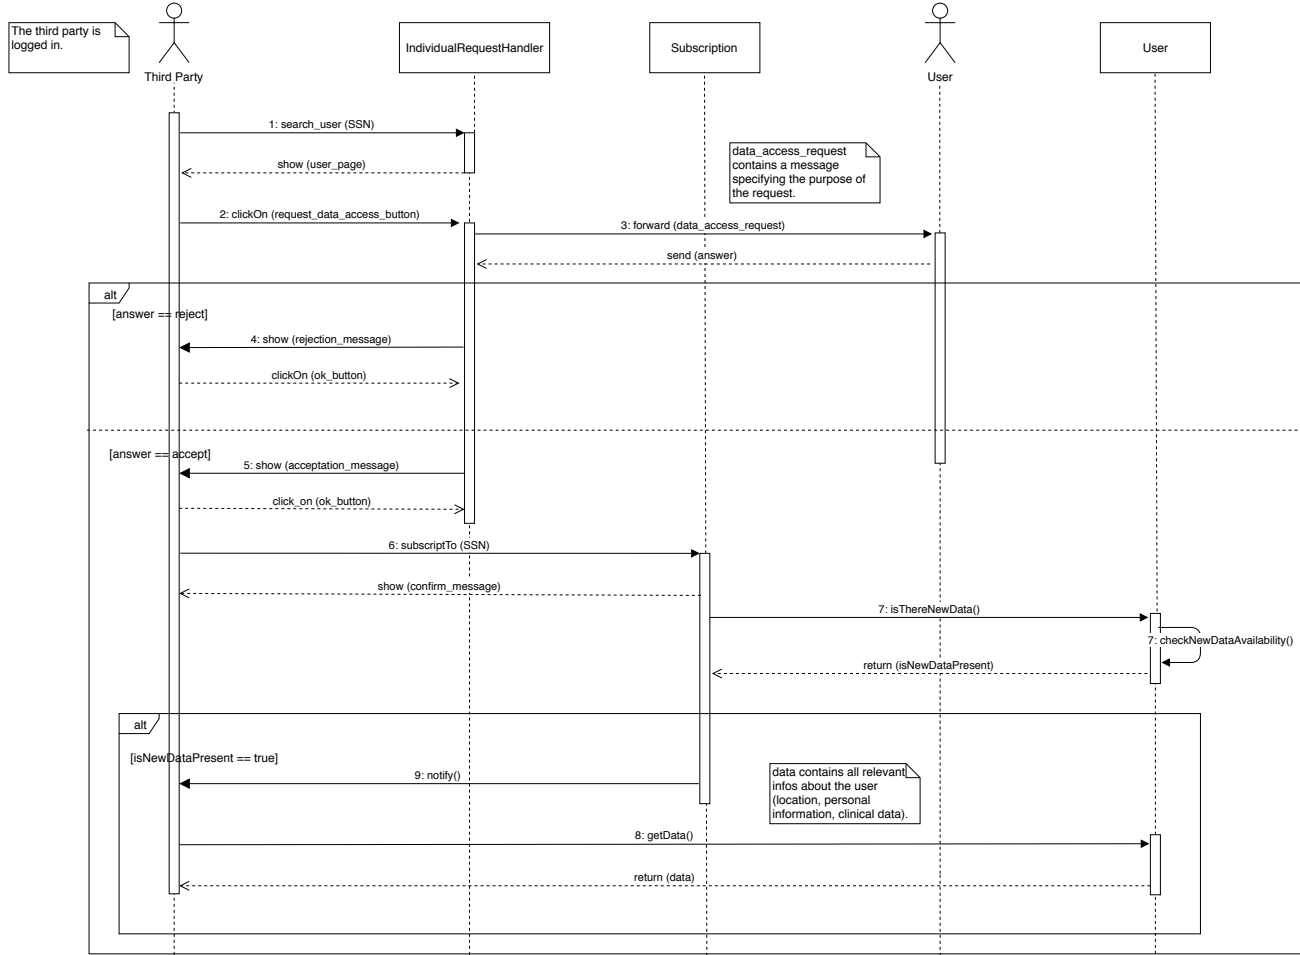 The third party is
logged in.
Third Party
IndividualRequestHandler
Subscription
User
User
1: search_user (SSN)
show (user_page)
data_access_request
contains a message
specifying the purpose of
the request.
2: clickOn (request_data_access_button)
3: forward (data_access_request)
send (answer)
alt
[answer == reject]
4: show (rejection_message)
clickOn (ok_button)
[answer == accept]
5: show (acceptation_message)
click_on (ok_button)
6: subscriptTo (SSN)
show (confirm_message)
7: isThereNewData()
7: checkNewDataAvailability()
return (isNewDataPresent)
alt
[isNewDataPresent == true]
9: notify()
data contains all relevant
infos about the user
(location, personal
information, clinical data).
8: getData()
return (data)